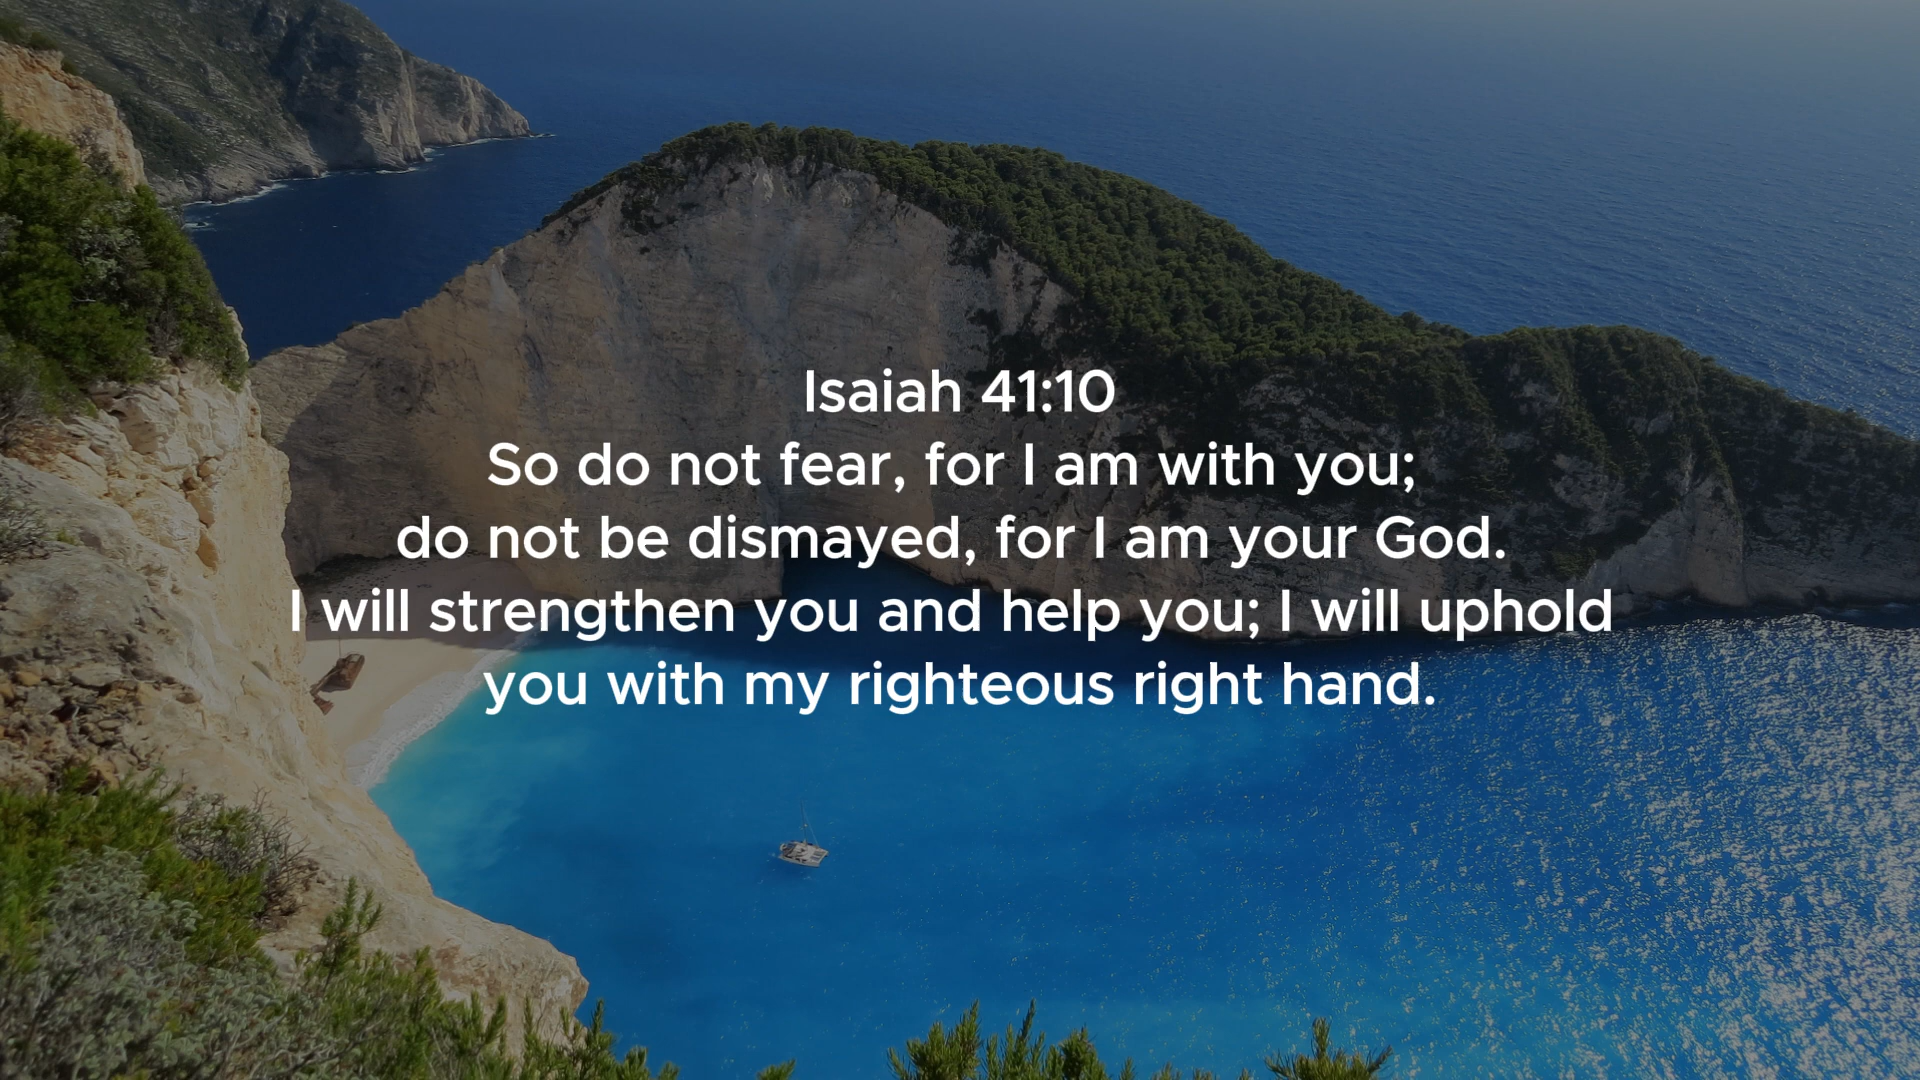 Isaiah 41:10
So do not fear, for I am with you;
do not be dismayed, for I am your God.
I will strengthen you and help you; I will uphold
you with my righteous right hand.